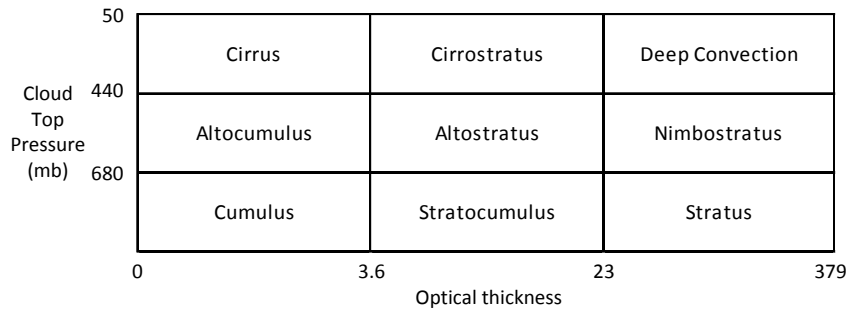 50
Cirrus Cirrostratus Deep Convection
440
Cloud
Top
Pressure
(mb)
Altocumulus Altostratus Nimbostratus
680
Cumulus Stratocumulus Stratus
0 3.6 23 379
Optical thickness